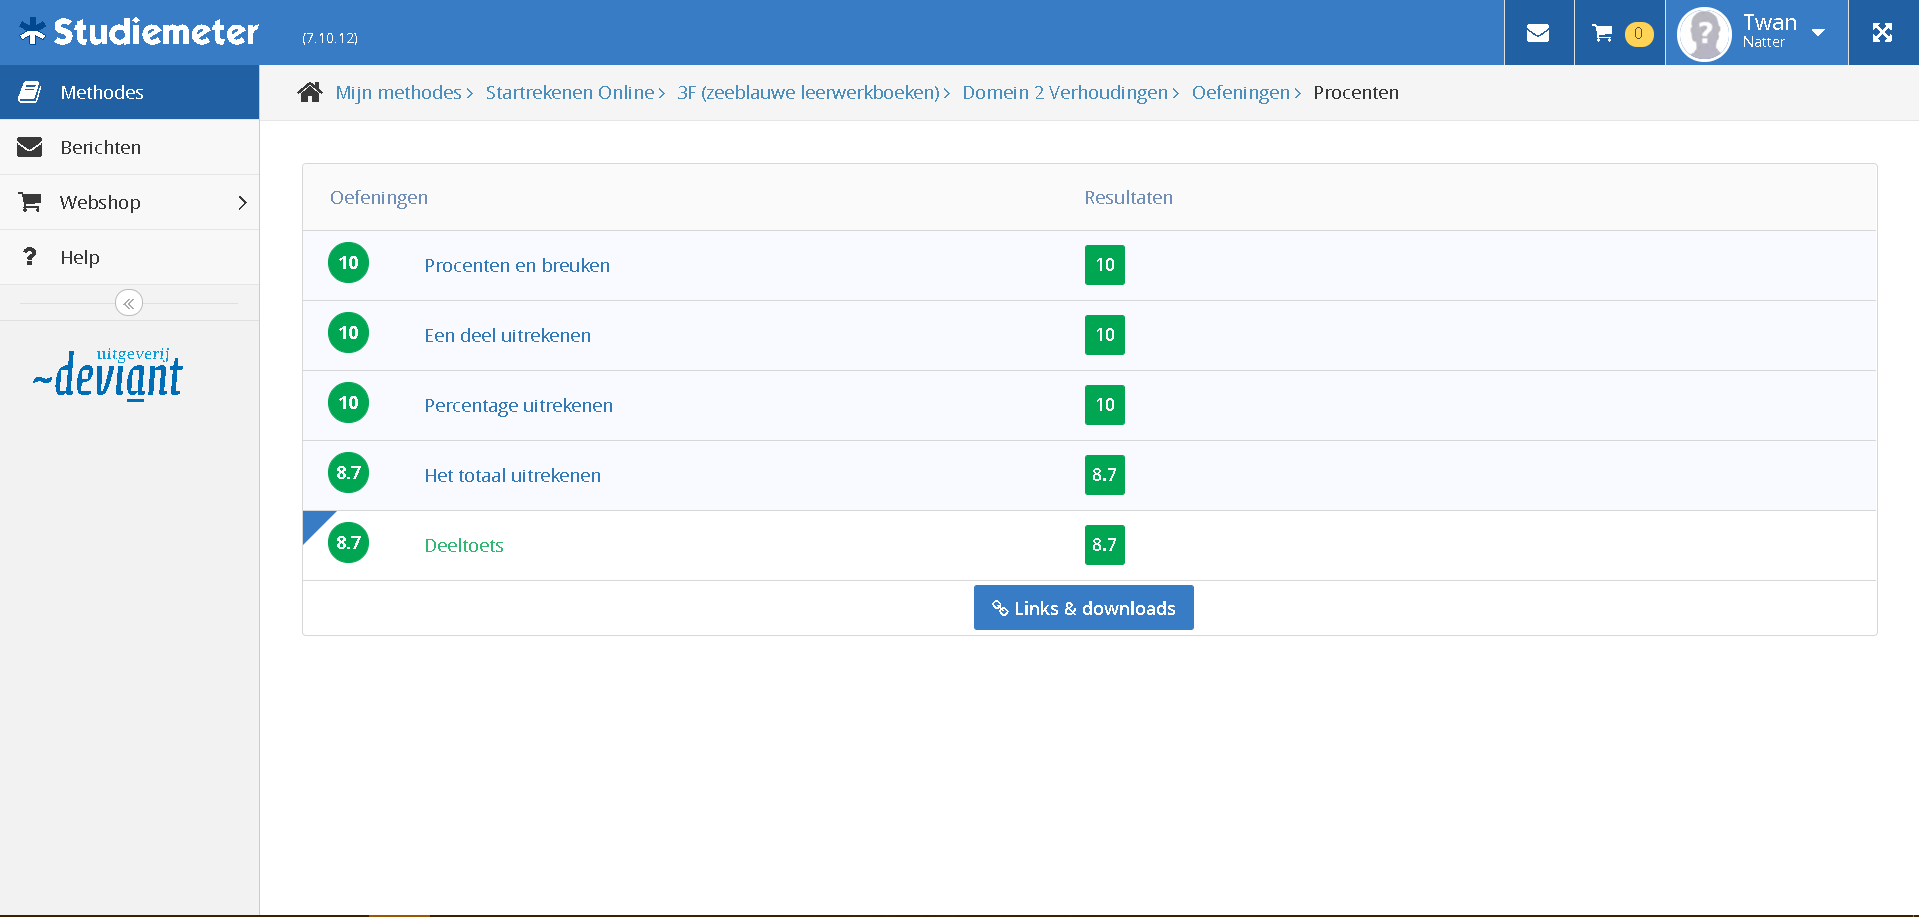 Studiemeter
(7.10.12)
0
Twan
Natter
Methodes
Berichten
Webshop
Help
uitgeverij
~deviant
Mijn methodes > Startrekenen Online > 3F (zeeblauwe leerwerkboeken) > Domein 2 Verhoudingen > Oefeningen > Procenten
Oefeningen Resultaten
10 Procenten en breuken 10
10 Een deel uitrekenen 10
10 Percentage uitrekenen 10
8.7 Het totaal uitrekenen 8.7
8.7 Deeltoets 8.7
Links & downloads